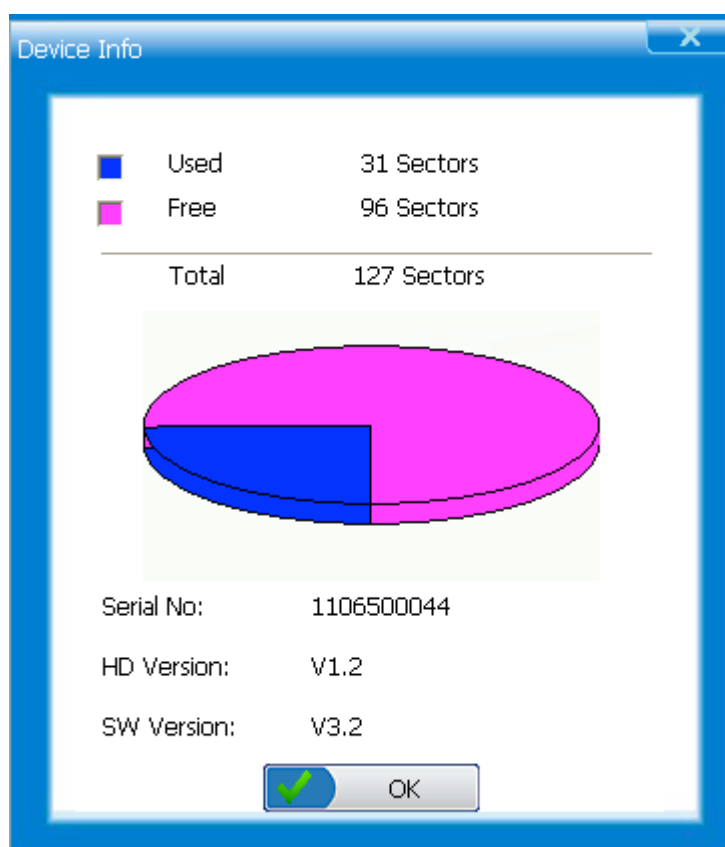 Device Info
Used 31 Sectors
Free 96 Sectors
Total 127 Sectors
Serial No: 1106500044
HD Version: V1.2
SW Version: V3.2
OK